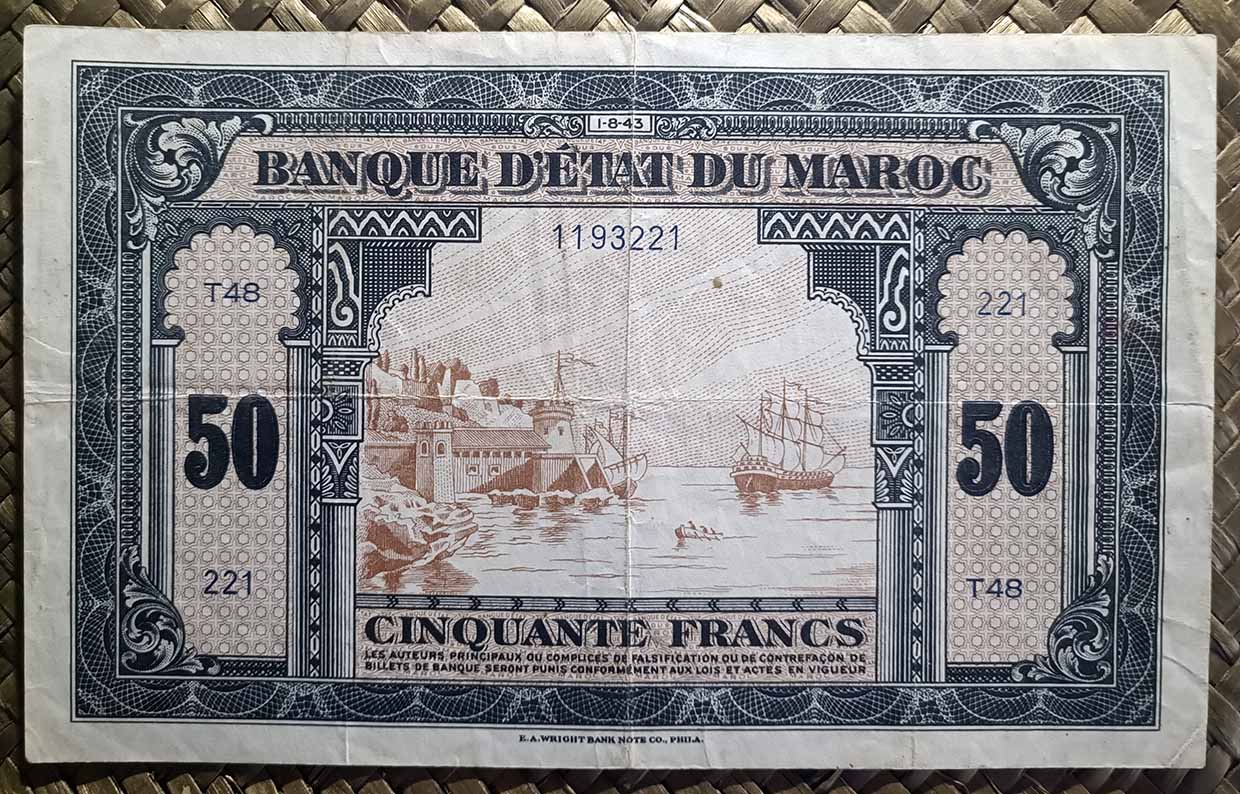 1-8-43
BANQUE D'ÉTAT DU MAROC
1193221
T48
221
50
50
221
T48
CINQUANTE FRANCS
LES AUTEURS PRINCIPAUX OU COMPLICES DE FALSIFICATION OU DE CONTREFAÇON DE
BILLETS DE BANQUE SERONT PUNIS CONFORMÉMENT AUX LOIS ET ACTES EN VIGUEUR
E. A. WRIGHT BANK NOTE CO., PHILA.